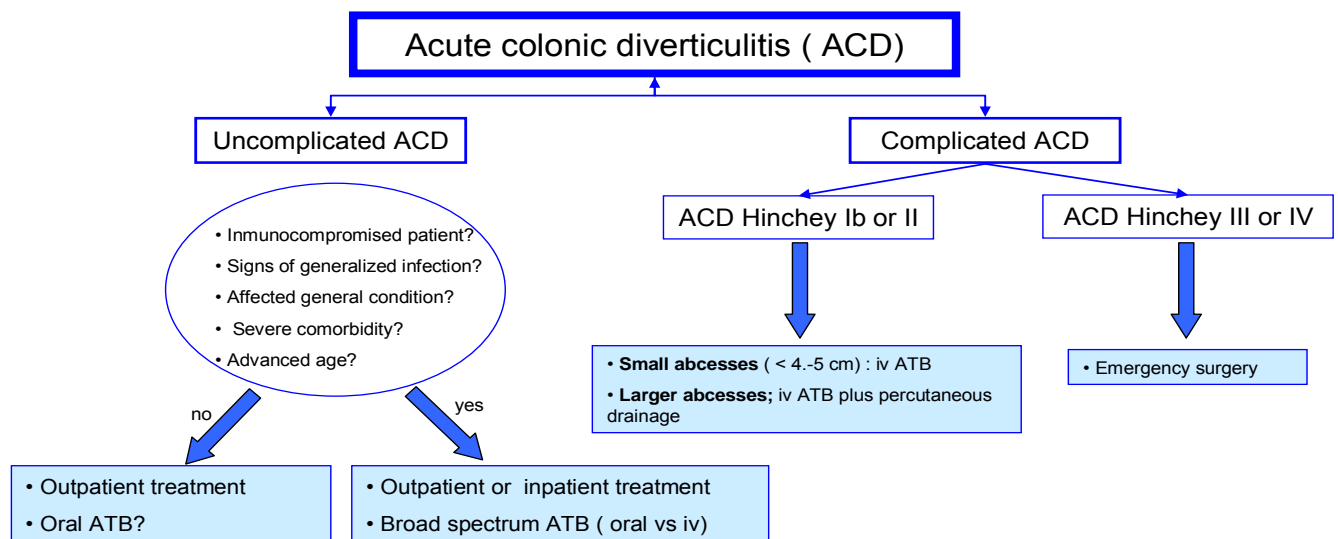 Acute colonic diverticulitis ( ACD)
Uncomplicated ACD
Complicated ACD
• Inmunocompromised patient?
• Signs of generalized infection?
• Affected general condition?
• Severe comorbidity?
• Advanced age?
ACD Hinchey Ib or II
ACD Hinchey III or IV
• Small abcesses ( < 4.-5 cm) : iv ATB
• Larger abcesses; iv ATB plus percutaneous
drainage
• Emergency surgery
no
yes
• Outpatient treatment
• Oral ATB?
• Outpatient or inpatient treatment
• Broad spectrum ATB ( oral vs iv)